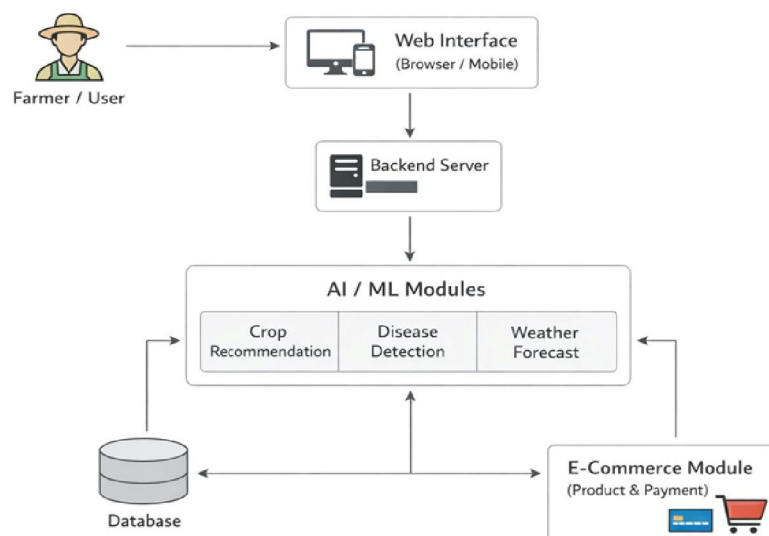 Web Interface
(Browser / Mobile)
Farmer / User
Backend Server
AI / ML Modules
Crop
Recommendation
Disease
Detection
Weather
Forecast
E-Commerce Module
(Product & Payment)
Database